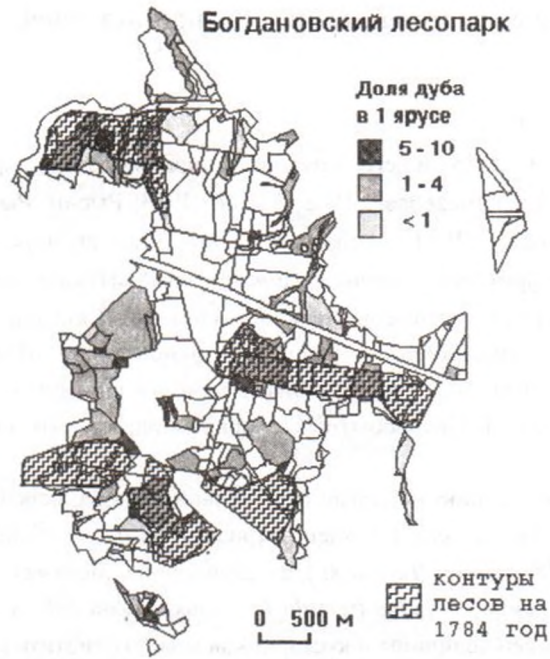 Богдановский лесопарк
Доля дуба
в 1 ярусе
5 - 10
1 - 4
< 1
контуры
лесов на
1784 год
0 500 м